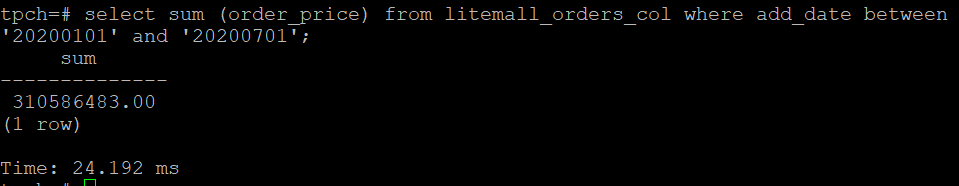 tpch=# select sum (order_price) from litemall_orders_col where add_date between
'20200101' and '20200701';
sum
--------------
310586483.00
(1 row)
Time: 24.192 ms